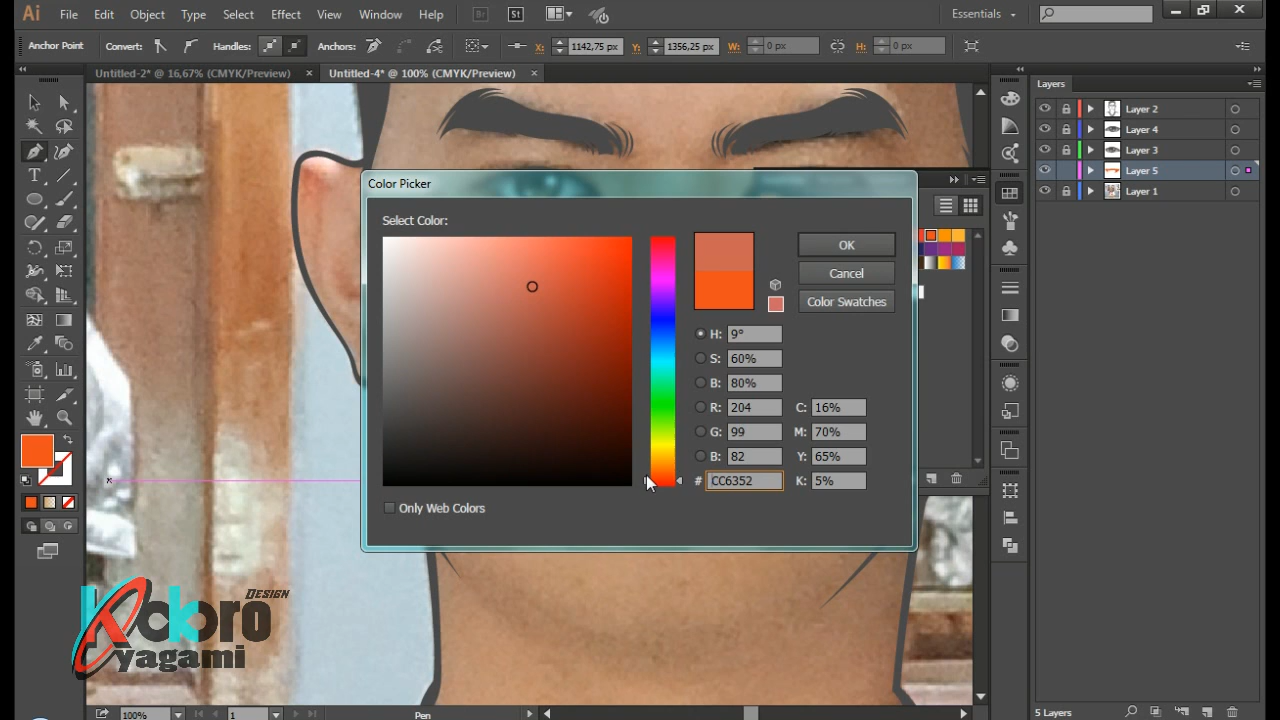 Ai File Edit Object Type Select Effect View Window Help Br St Essentials
Anchor Point Convert: Handles: Anchors: X: 1142,75 px Y: 1356,25 px W: 0 px H: 0 px
Untitled-2* @ 16,67% (CMYK/Preview) × Untitled-4* @ 100% (CMYK/Preview) ×
Layers
Layer 2
Layer 4
Layer 3
Layer 5
Layer 1
Color Picker
Select Color:
OK
Cancel
Color Swatches
H: 9°
S: 60%
B: 80%
R: 204 C: 16%
G: 99 M: 70%
B: 82 Y: 65%
# CC6352 K: 5%
Only Web Colors
Design
Kokoro
yagami
100% 1 Pen
5 Layers